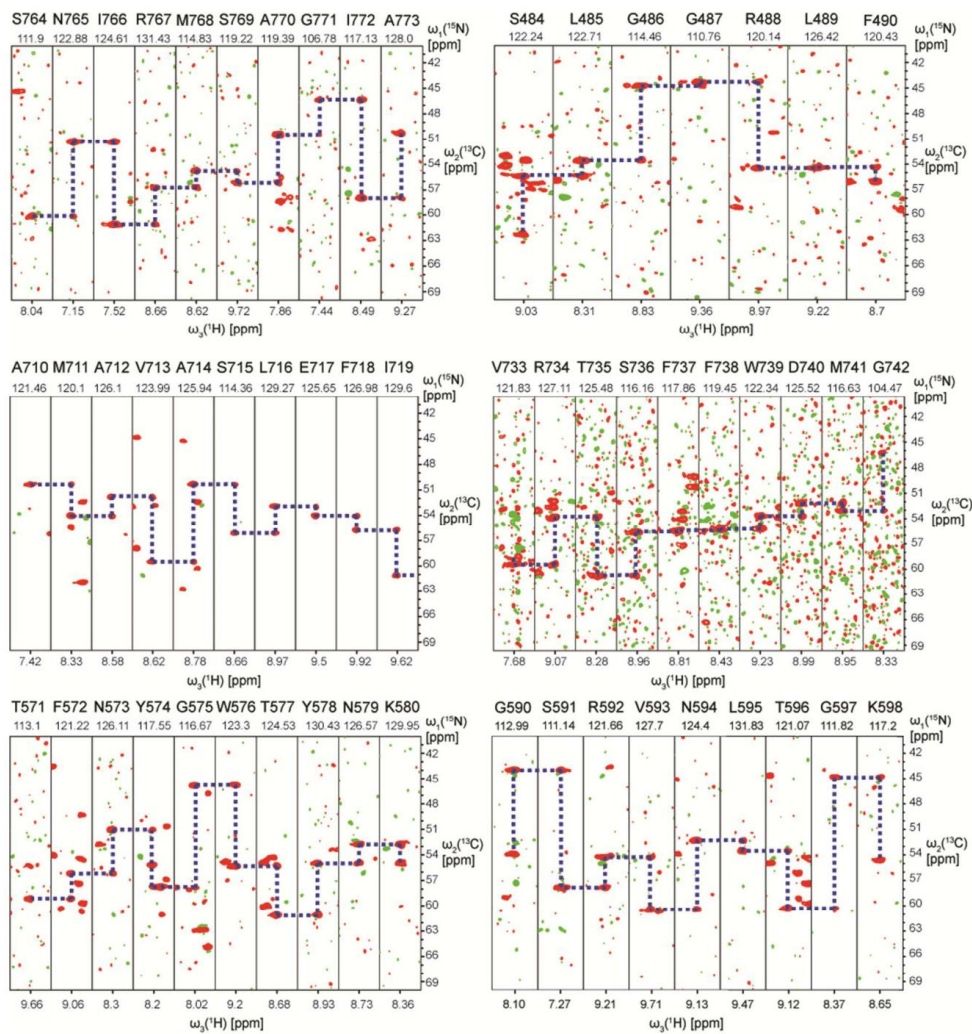 S764 N765 I766 R767 M768 S769 A770 G771 I772 A773 ω1(15N)
111.9 122.88 124.61 131.43 114.83 119.22 119.39 106.78 117.13 128.0 [ppm]
42
45
48
51
ω2(13C) 54
[ppm]
57
60
63
66
69
8.04 7.15 7.52 8.66 8.62 9.72 7.86 7.44 8.49 9.27
ω3(1H) [ppm]
S484 L485 G486 G487 R488 L489 F490 ω1(15N)
122.24 122.71 114.46 110.76 120.14 126.42 120.43 [ppm]
42
45
48
51
ω2(13C) 54
[ppm]
57
60
63
66
69
9.03 8.31 8.83 9.36 8.97 9.22 8.7
ω3(1H) [ppm]
A710 M711 A712 V713 A714 S715 L716 E717 F718 I719 ω1(15N)
121.46 120.1 126.1 123.99 125.94 114.36 129.27 125.65 126.98 129.6 [ppm]
42
45
48
51
ω2(13C) 54
[ppm]
57
60
63
66
69
7.42 8.33 8.58 8.62 8.78 8.66 8.97 9.5 9.92 9.62
ω3(1H) [ppm]
V733 R734 T735 S736 F737 F738 W739 D740 M741 G742 ω1(15N)
121.83 127.11 125.48 116.16 117.86 119.45 122.34 125.52 116.63 104.47 [ppm]
42
45
48
51
ω2(13C) 54
[ppm]
57
60
63
66
69
7.68 9.07 8.28 8.96 8.81 8.43 9.23 8.99 8.95 8.33
ω3(1H) [ppm]
T571 F572 N573 Y574 G575 W576 T577 Y578 N579 K580 ω1(15N)
113.1 121.22 126.11 117.55 116.67 123.3 124.53 130.43 126.57 129.95 [ppm]
42
45
48
51
ω2(13C) 54
[ppm]
57
60
63
66
69
9.66 9.06 8.3 8.2 8.02 9.2 8.68 8.93 8.73 8.36
ω3(1H) [ppm]
G590 S591 R592 V593 N594 L595 T596 G597 K598 ω1(15N)
112.99 111.14 121.66 127.7 124.4 131.83 121.07 111.82 117.2 [ppm]
42
45
48
51
ω2(13C) 54
[ppm]
57
60
63
66
69
8.10 7.27 9.21 9.71 9.13 9.47 9.12 8.37 8.65
ω3(1H) [ppm]